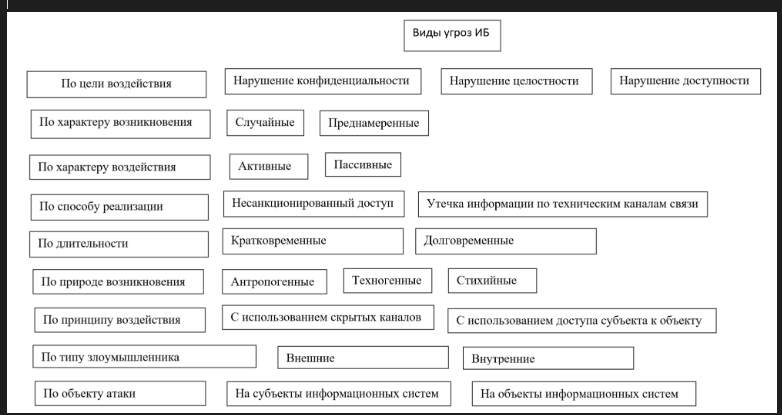 Виды угроз ИБ
По цели воздействия Нарушение конфиденциальности Нарушение целостности Нарушение доступности
По характеру возникновения Случайные Преднамеренные
По характеру воздействия Активные Пассивные
По способу реализации Несанкционированный доступ Утечка информации по техническим каналам связи
По длительности Кратковременные Долговременные
По природе возникновения Антропогенные Техногенные Стихийные
По принципу воздействия С использованием скрытых каналов С использованием доступа субъекта к объекту
По типу злоумышленника Внешние Внутренние
По объекту атаки На субъекты информационных систем На объекты информационных систем